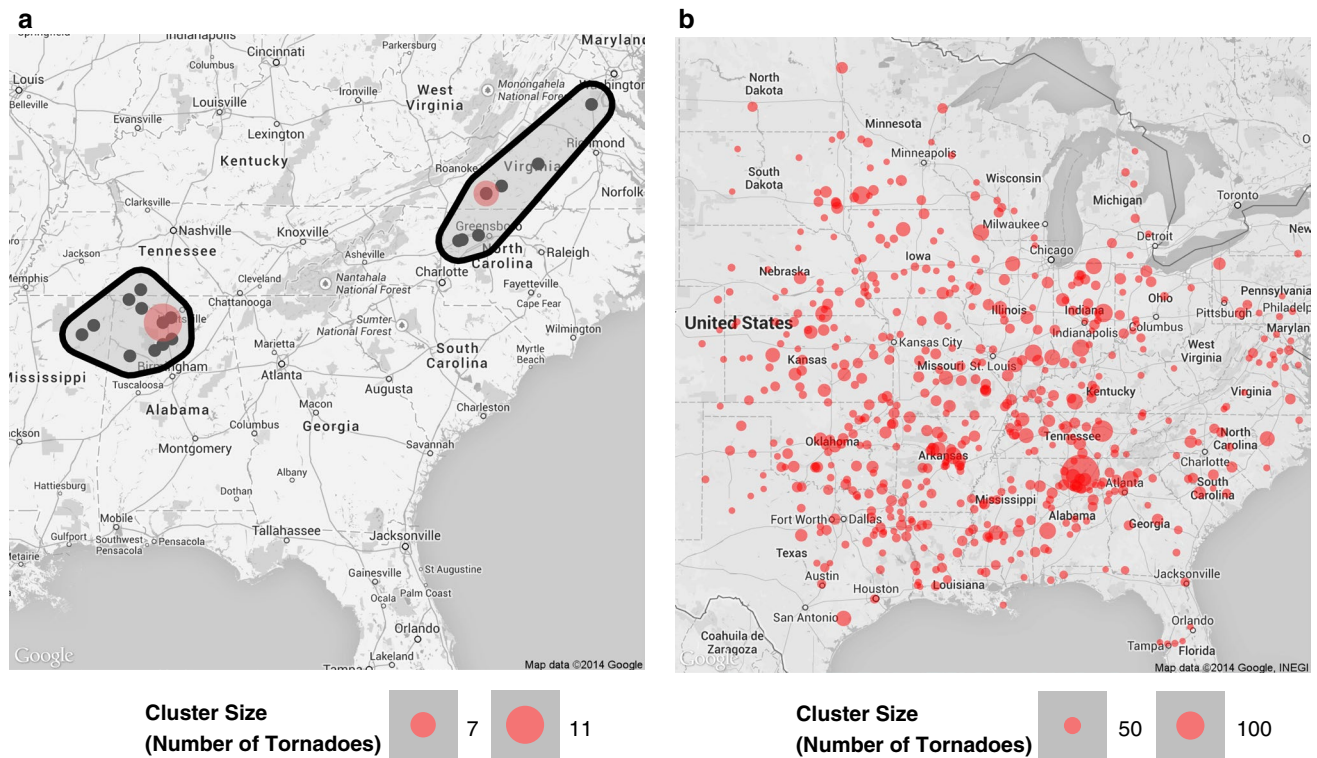 a
Indianapolis
Cincinnati
Parkersburg
Maryland
Columbus
Louis
Belleville
Ironville
West
Virginia
Monongahela
National Forest
Washington
Louisville
Evansville
Lexington
Richmond
Kentucky
Roanoke
Virginia
Norfolk
Clarksville
Nashville
Knoxville
Greensboro
Tennessee
Jackson
Asheville
North
Carolina
Raleigh
Memphis
Cleveland
Chattanooga
Nantahala
National Forest
Charlotte
Fayetteville
Cape Fear
Sumter
National Forest
Wilmington
Marietta
South
Carolina
Myrtle
Beach
Mississippi
Birmingham
Tuscaloosa
Atlanta
Augusta
Alabama
Macon
Charleston
Columbus
Georgia
Montgomery
Savannah
Albany
Hattiesburg
Dothan
Mobile
Gulfport
Southwest
Pensacola
Pensacola
Tallahassee
Jacksonville
Metairie
St Augustine
Gainesville
Ocala
Palm Coast
Orlando
Lakeland
Tampa
Google
Map data ©2014 Google
Cluster Size
(Number of Tornadoes)
7
11
b
North
Dakota
Minnesota
Minneapolis
South
Dakota
Wisconsin
Michigan
Toronto
Milwaukee
Detroit
New
Chicago
Iowa
Nebraska
Pennsylvania
Ohio
Illinois
Indiana
Pittsburgh
Philadelp
United States
Indianapolis
Columbus
Marylan
Kansas City
West
Virginia
Kansas
Missouri
St. Louis
Kentucky
Virginia
Oklahoma
Tennessee
North
Carolina
Arkansas
Charlotte
Atlanta
South
Carolina
Mississippi
Fort Worth
Dallas
Alabama
Georgia
Texas
Austin
Houston
Louisiana
Jacksonville
San Antonio
Orlando
Coahuila de
Zaragoza
Tampa
Florida
Google
Map data ©2014 Google, INEGI
Cluster Size
(Number of Tornadoes)
50
100